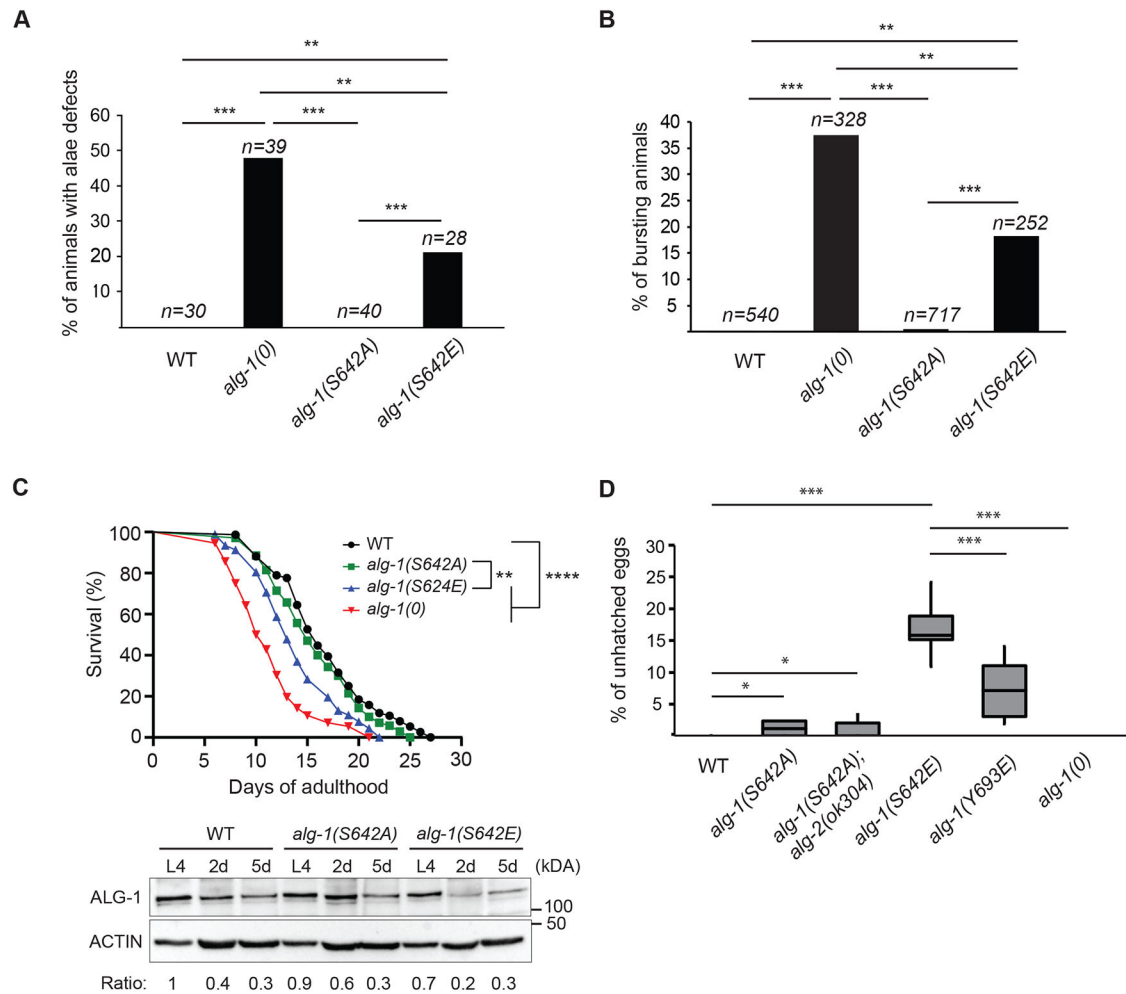 A
**
**
*** ***
***
% of animals with alae defects
60
50
40
30
20
10
n=30
n=39
n=40
n=28
WT
alg-1(0)
alg-1(S642A)
alg-1(S642E)
B
**
**
*** ***
***
% of bursting animals
40
35
30
25
20
15
10
5
n=540
n=328
n=717
n=252
WT
alg-1(0)
alg-1(S642A)
alg-1(S642E)
C
Survival (%)
100
80
60
40
20
0
0 5 10 15 20 25 30
Days of adulthood
WT
alg-1(S642A)
alg-1(S624E)
alg-1(0)
** ****
WT alg-1(S642A) alg-1(S642E)
L4 2d 5d L4 2d 5d L4 2d 5d (kDA)
ALG-1
100
50
ACTIN
Ratio: 1 0.4 0.3 0.9 0.6 0.3 0.7 0.2 0.3
D
***
***
***
*
*
% of unhatched eggs
30
25
20
15
10
5
WT
alg-1(S642A)
alg-1(S642A);
alg-2(ok304)
alg-1(S642E)
alg-1(Y693E)
alg-1(0)